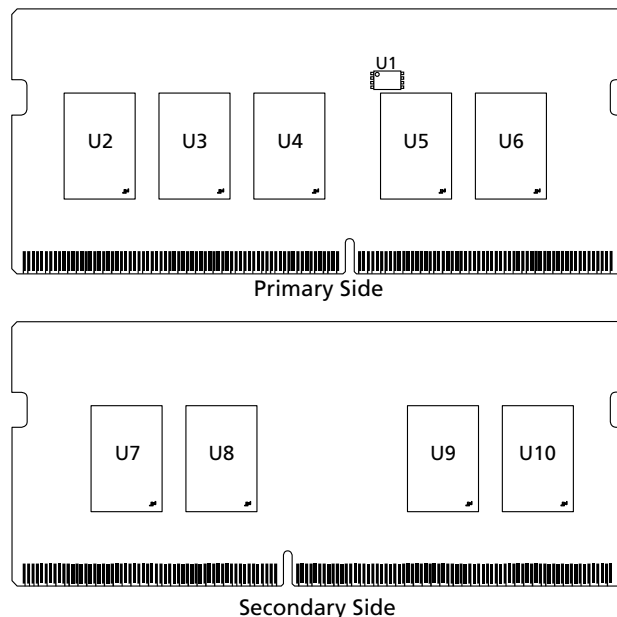 U1
U2 U3 U4 U5 U6
Primary Side
U7 U8 U9 U10
Secondary Side